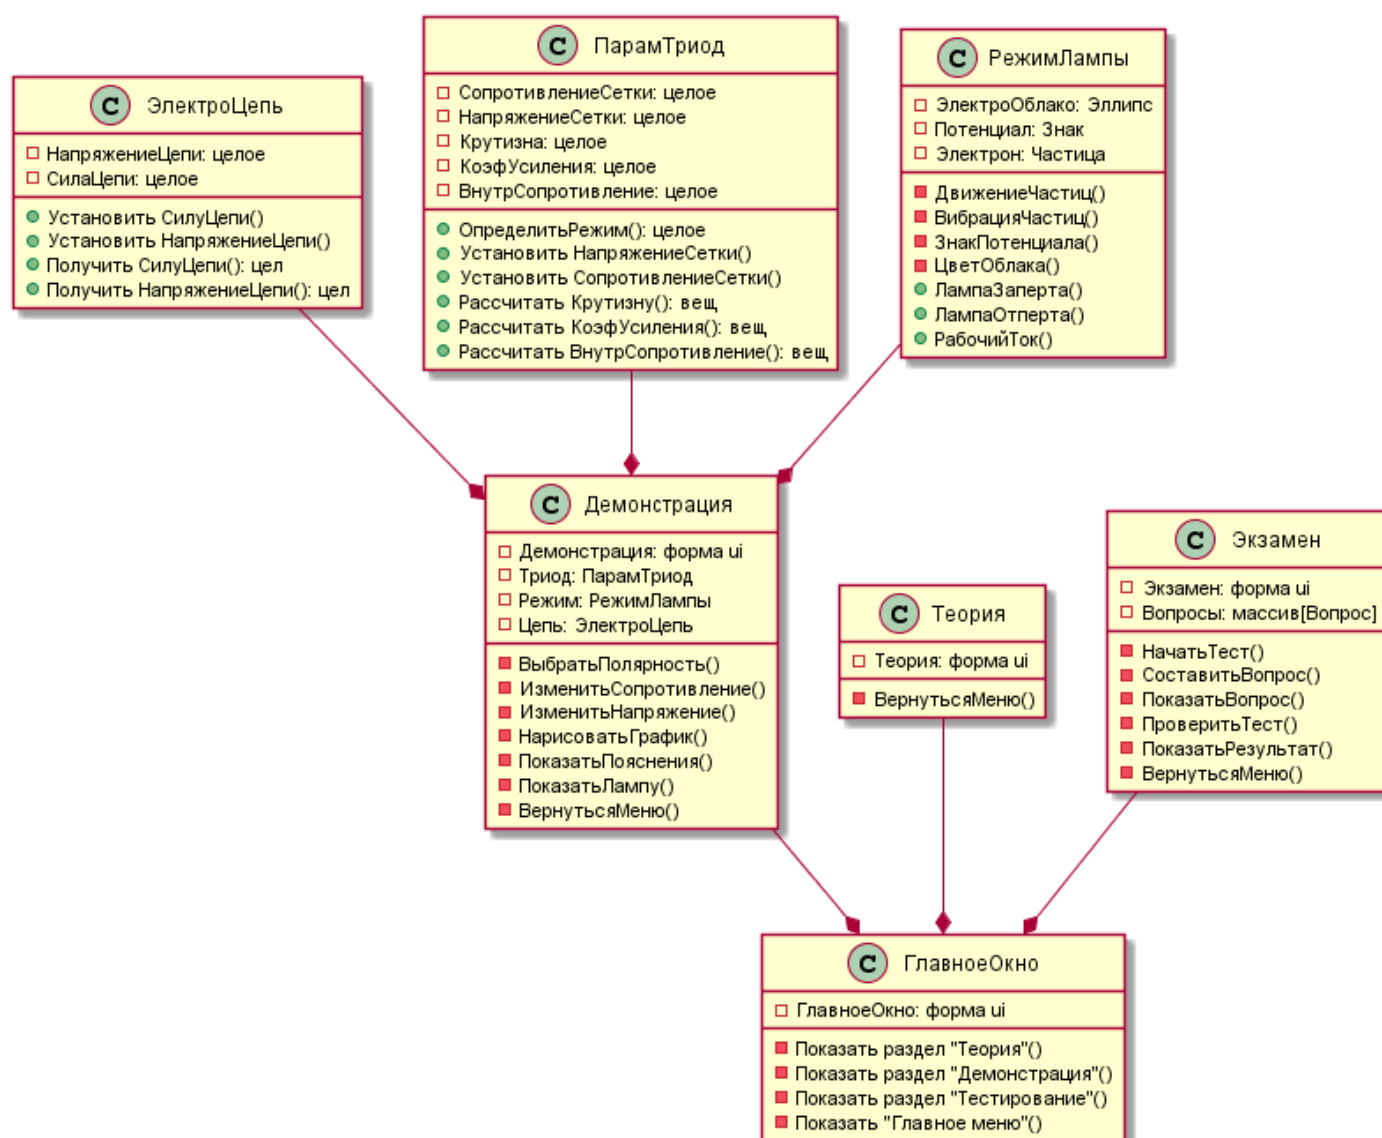 C ЭлектроЦепь
НапряжениеЦепи: целое
СилаЦепи: целое
Установить СилуЦепи()
Установить НапряжениеЦепи()
Получить СилуЦепи(): цел
Получить НапряжениеЦепи(): цел
C ПарамТриод
СопротивлениеСетки: целое
НапряжениеСетки: целое
Крутизна: целое
КоэфУсиления: целое
ВнутрСопротивление: целое
ОпределитьРежим(): целое
Установить НапряжениеСетки()
Установить СопротивлениеСетки()
Рассчитать Крутизну(): вещ
Рассчитать КоэфУсиления(): вещ
Рассчитать ВнутрСопротивление(): вещ
C РежимЛампы
ЭлектроОблако: Эллипс
Потенциал: Знак
Электрон: Частица
ДвижениеЧастиц()
ВибрацияЧастиц()
ЗнакПотенциала()
ЦветОблака()
ЛампаЗаперта()
ЛампаОтперта()
РабочийТок()
C Демонстрация
Демонстрация: форма ui
Триод: ПарамТриод
Режим: РежимЛампы
Цепь: ЭлектроЦепь
ВыбратьПолярность()
ИзменитьСопротивление()
ИзменитьНапряжение()
НарисоватьГрафик()
ПоказатьПояснения()
ПоказатьЛампу()
ВернутьсяМеню()
C Теория
Теория: форма ui
ВернутьсяМеню()
C Экзамен
Экзамен: форма ui
Вопросы: массив[Вопрос]
НачатьТест()
СоставитьВопрос()
ПоказатьВопрос()
ПроверитьТест()
ПоказатьРезультат()
ВернутьсяМеню()
C ГлавноеОкно
ГлавноеОкно: форма ui
Показать раздел "Теория"()
Показать раздел "Демонстрация"()
Показать раздел "Тестирование"()
Показать "Главное меню"()